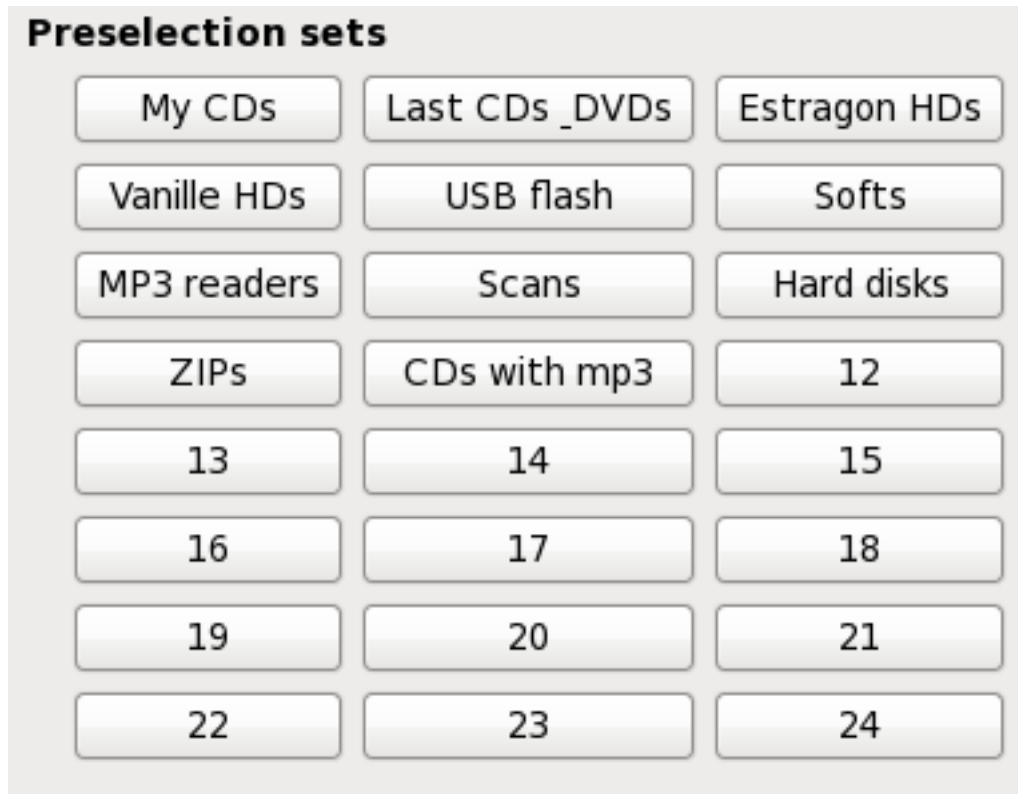 Preselection sets
My CDs Last CDs _DVDs Estragon HDs
Vanille HDs USB flash Softs
MP3 readers Scans Hard disks
ZIPs CDs with mp3 12
13 14 15
16 17 18
19 20 21
22 23 24